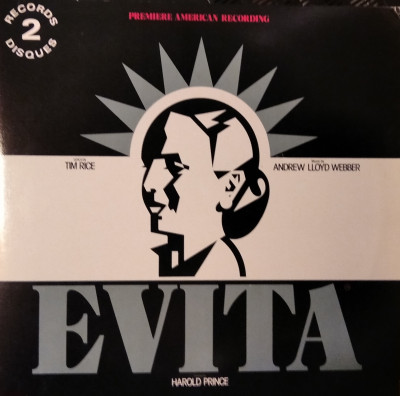 PREMIERE AMERICAN RECORDING
RECORDS
2
DISQUES
TIM RICE
ANDREW LLOYD WEBBER
EVITA
HAROLD PRINCE